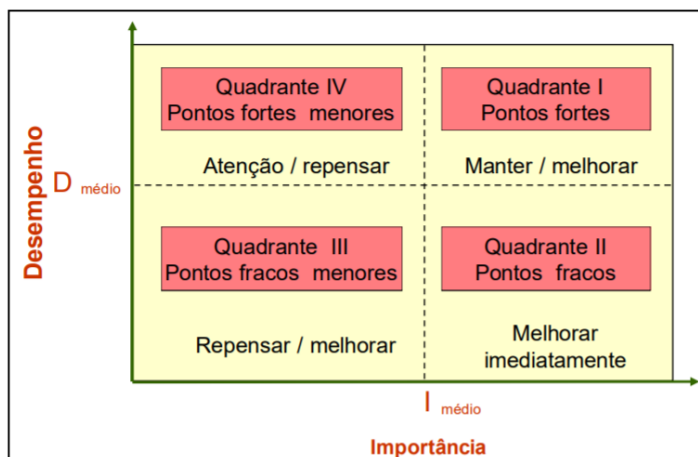 Quadrante IV
Pontos fortes menores
Atenção / repensar
Quadrante I
Pontos fortes
Manter / melhorar
Desempenho
D médio
Quadrante III
Pontos fracos menores
Repensar / melhorar
Quadrante II
Pontos fracos
Melhorar
imediatamente
I médio
Importância